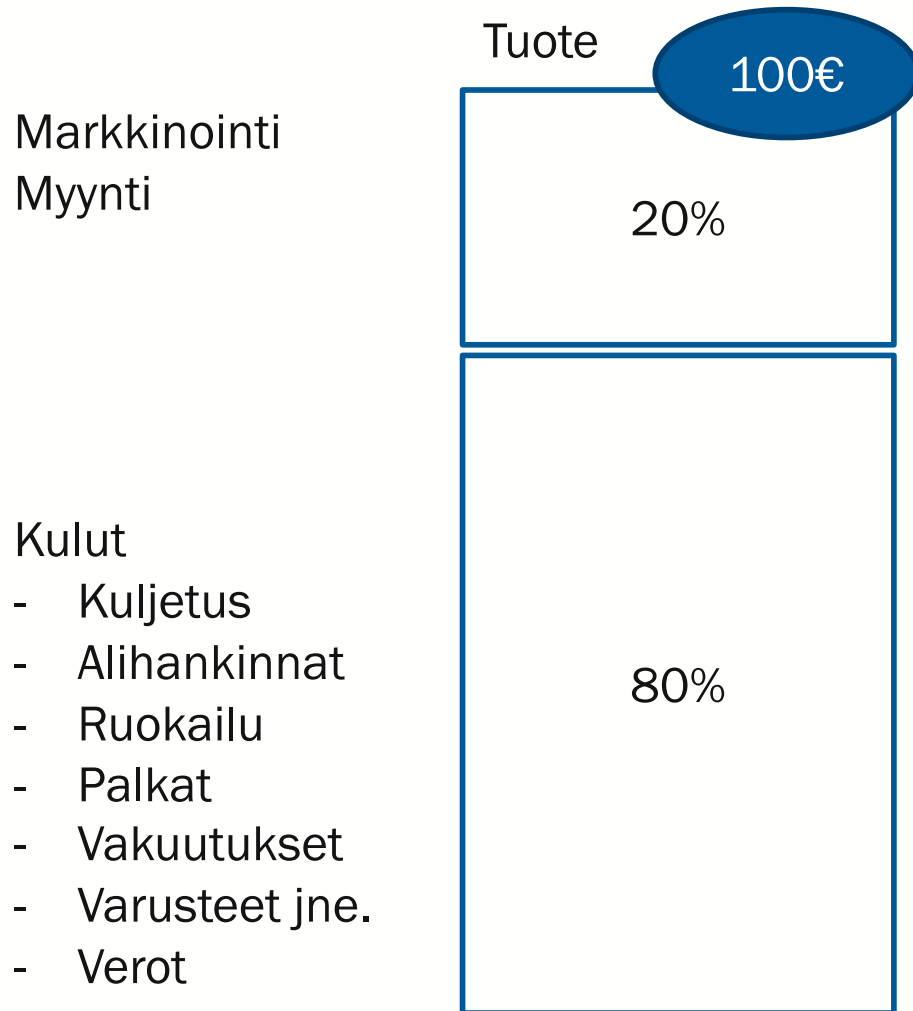 Tuote
100€
Markkinointi
Myynti
20%
Kulut
- Kuljetus
- Alihankinnat
- Ruokailu
- Palkat
- Vakuutukset
- Varusteet jne.
- Verot
80%